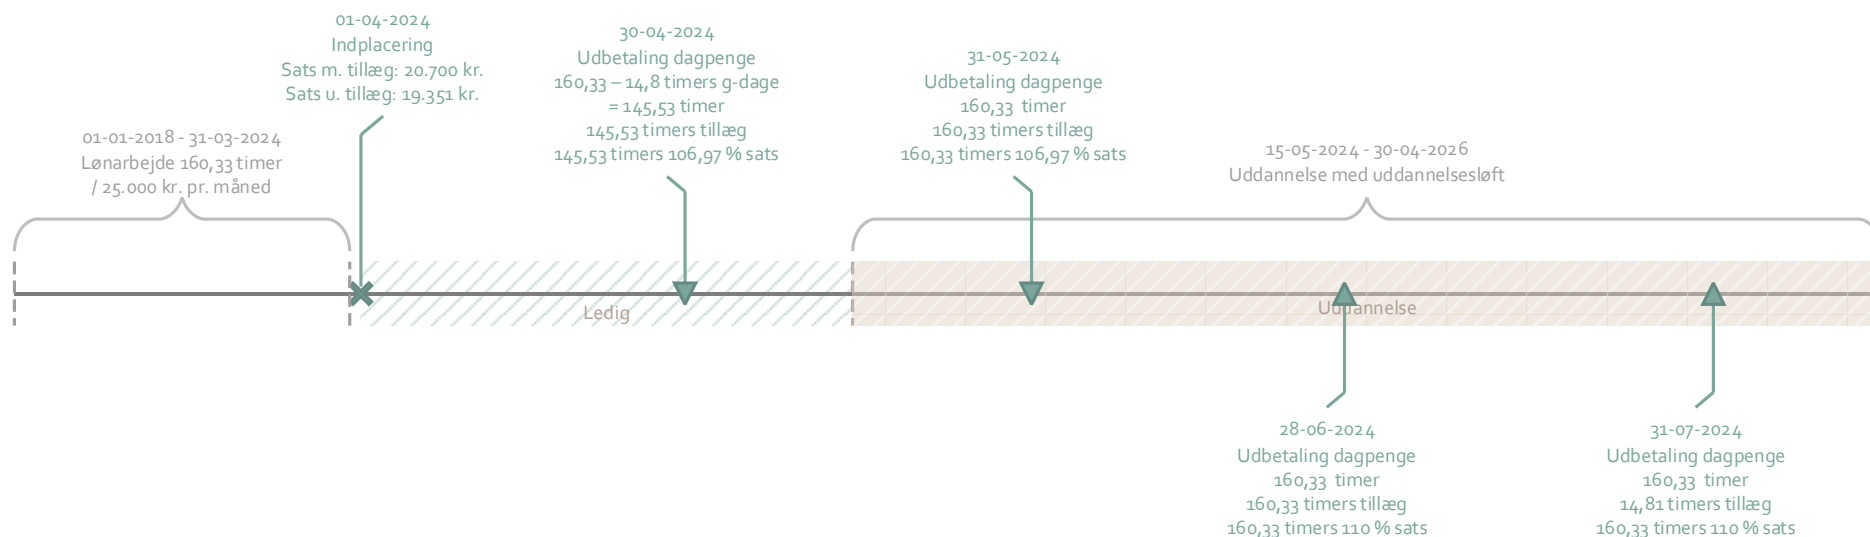 01-01-2018 - 31-03-2024
Lønarbejde 160,33 timer
/ 25.000 kr. pr. måned
01-04-2024
Indplacering
Sats m. tillæg: 20.700 kr.
Sats u. tillæg: 19.351 kr.
30-04-2024
Udbetaling dagpenge
160,33 – 14,8 timers g-dage
= 145,53 timer
145,53 timers tillæg
145,53 timers 106,97 % sats
31-05-2024
Udbetaling dagpenge
160,33 timer
160,33 timers tillæg
160,33 timers 106,97 % sats
15-05-2024 - 30-04-2026
Uddannelse med uddannelsesløft
Ledig
Uddannelse
28-06-2024
Udbetaling dagpenge
160,33 timer
160,33 timers tillæg
160,33 timers 110 % sats
31-07-2024
Udbetaling dagpenge
160,33 timer
14,81 timers tillæg
160,33 timers 110 % sats